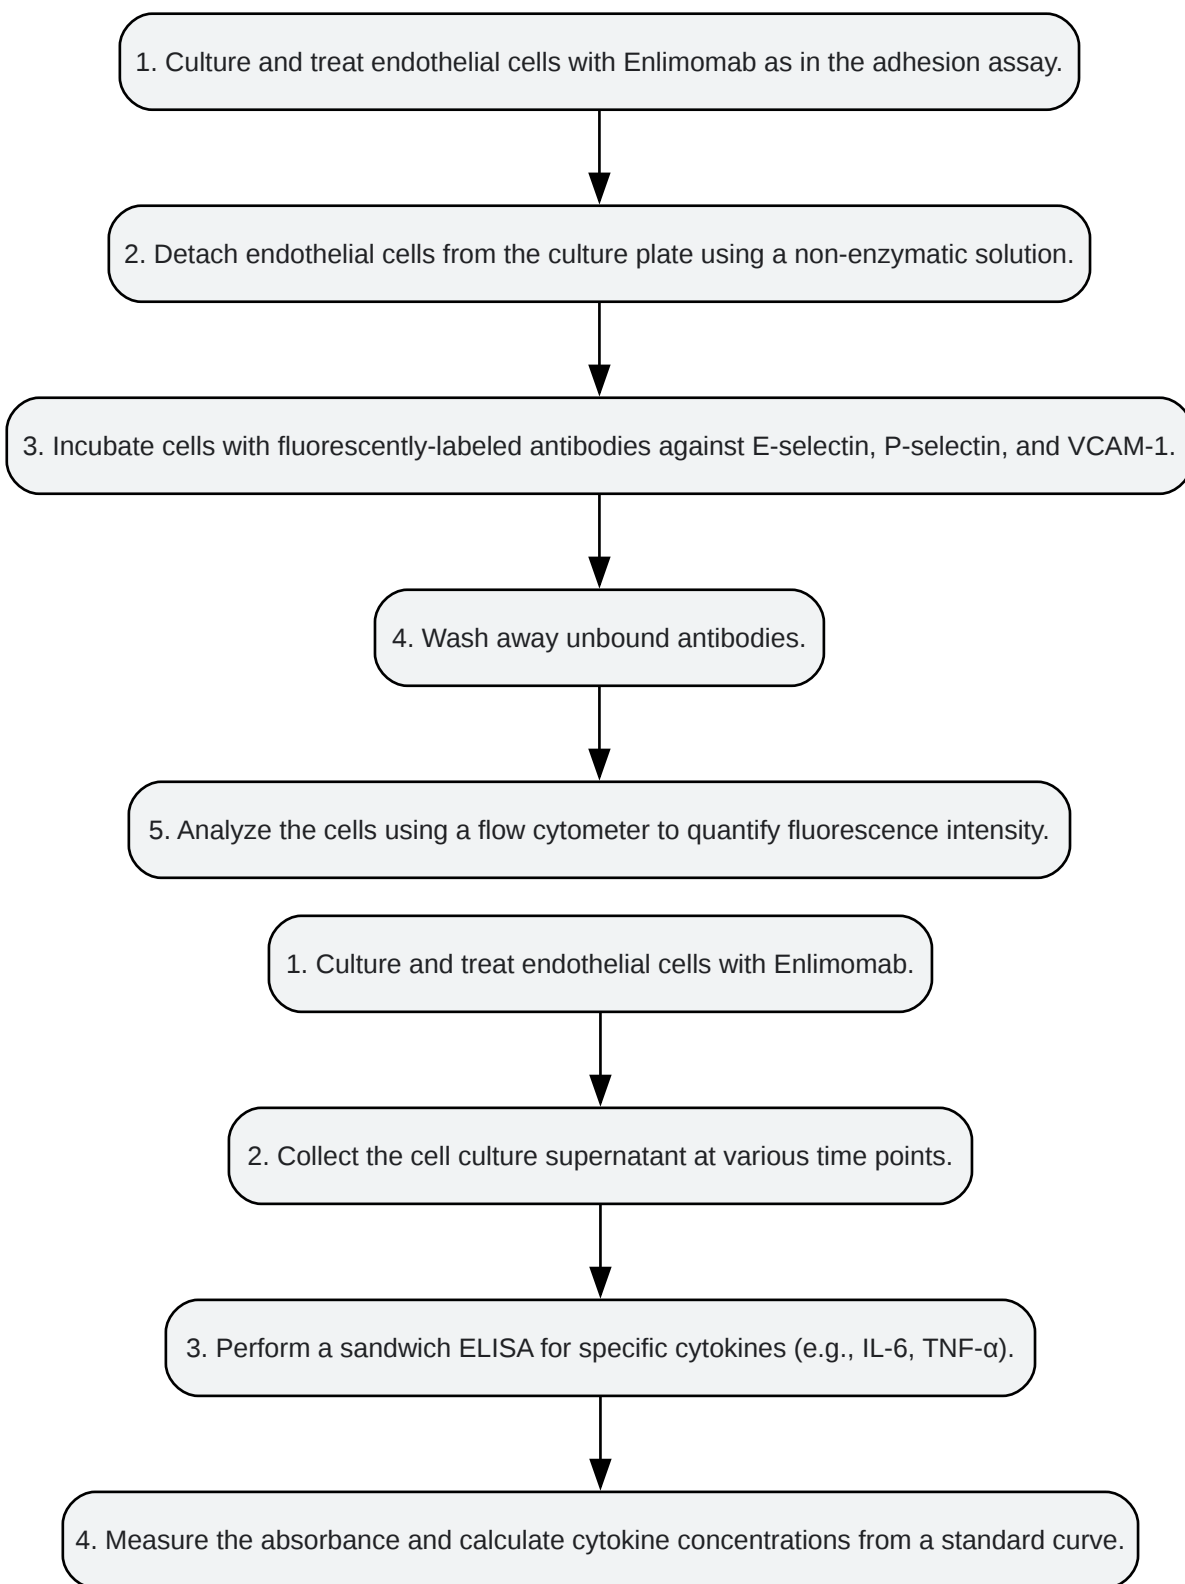 1. Culture and treat endothelial cells with Enlimomab as in the adhesion assay.
2. Detach endothelial cells from the culture plate using a non-enzymatic solution.
3. Incubate cells with fluorescently-labeled antibodies against E-selectin, P-selectin, and VCAM-1.
4. Wash away unbound antibodies.
5. Analyze the cells using a flow cytometer to quantify fluorescence intensity.
1. Culture and treat endothelial cells with Enlimomab.
2. Collect the cell culture supernatant at various time points.
3. Perform a sandwich ELISA for specific cytokines (e.g., IL-6, TNF-α).
4. Measure the absorbance and calculate cytokine concentrations from a standard curve.